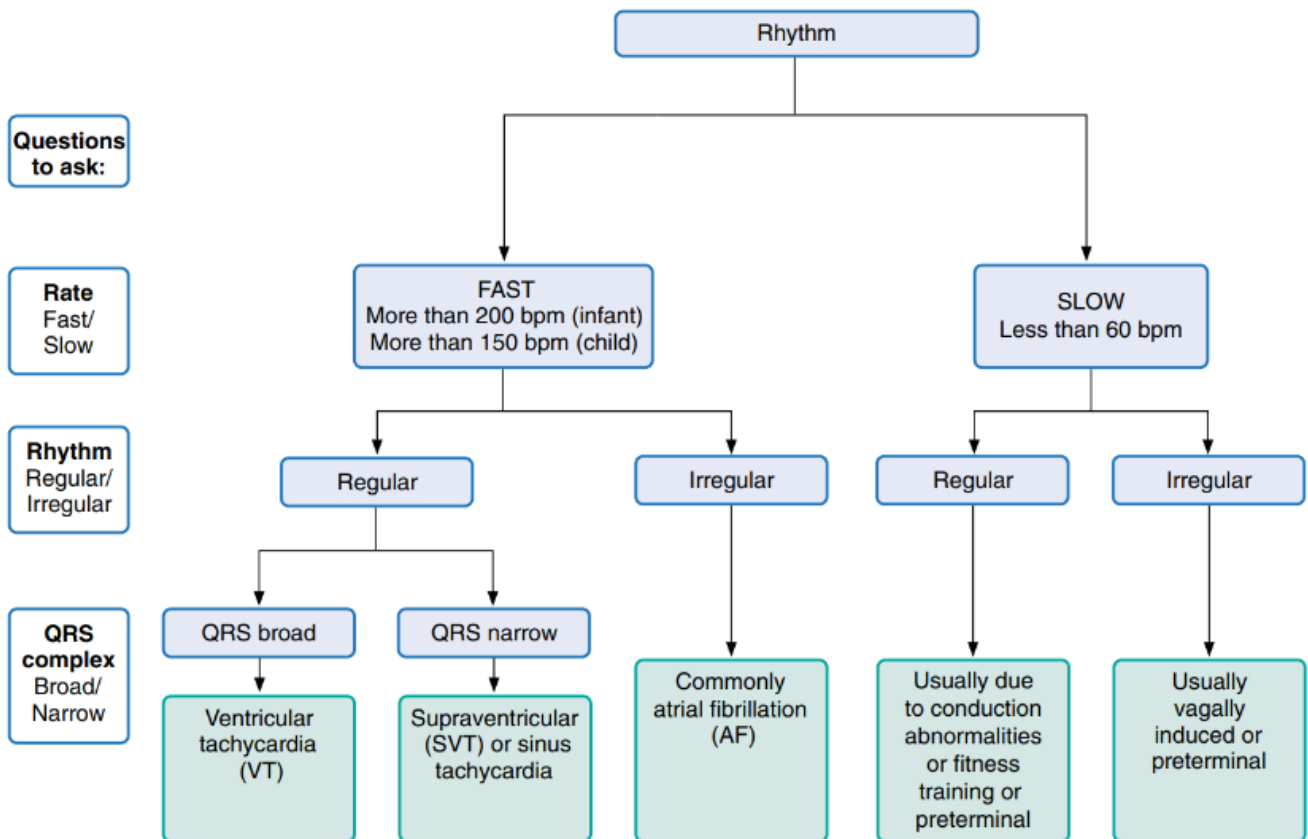 Rhythm
Questions
to ask:
Rate
Fast/
Slow
FAST
More than 200 bpm (infant)
More than 150 bpm (child)
SLOW
Less than 60 bpm
Rhythm
Regular/
Irregular
Regular
Irregular
Regular
Irregular
QRS
complex
Broad/
Narrow
QRS broad
QRS narrow
Ventricular
tachycardia
(VT)
Supraventricular
(SVT) or sinus
tachycardia
Commonly
atrial fibrillation
(AF)
Usually due
to conduction
abnormalities
or fitness
training or
preterminal
Usually
vagally
induced or
preterminal